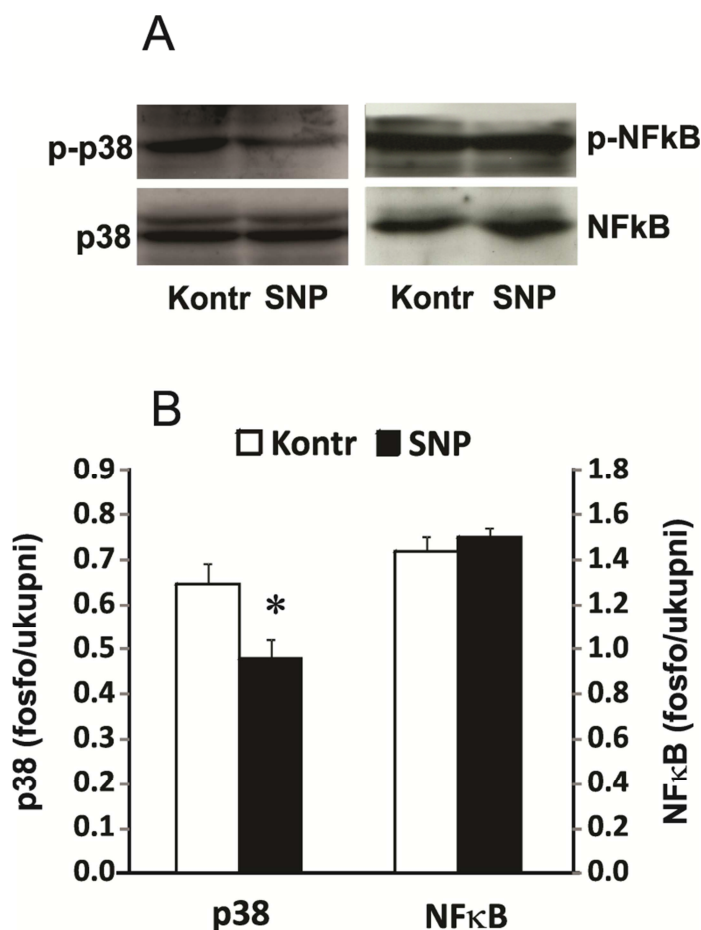 A
p-p38
p-NFkB
p38
NFkB
Kontr SNP
Kontr SNP
B
Kontr SNP
0.9
0.8
0.7
0.6
0.5
0.4
0.3
0.2
0.1
0.0
p38 (fosfo/ukupni)
*
1.8
1.6
1.4
1.2
1.0
0.8
0.6
0.4
0.2
0.0
NFκB (fosfo/ukupni)
p38
NFκB